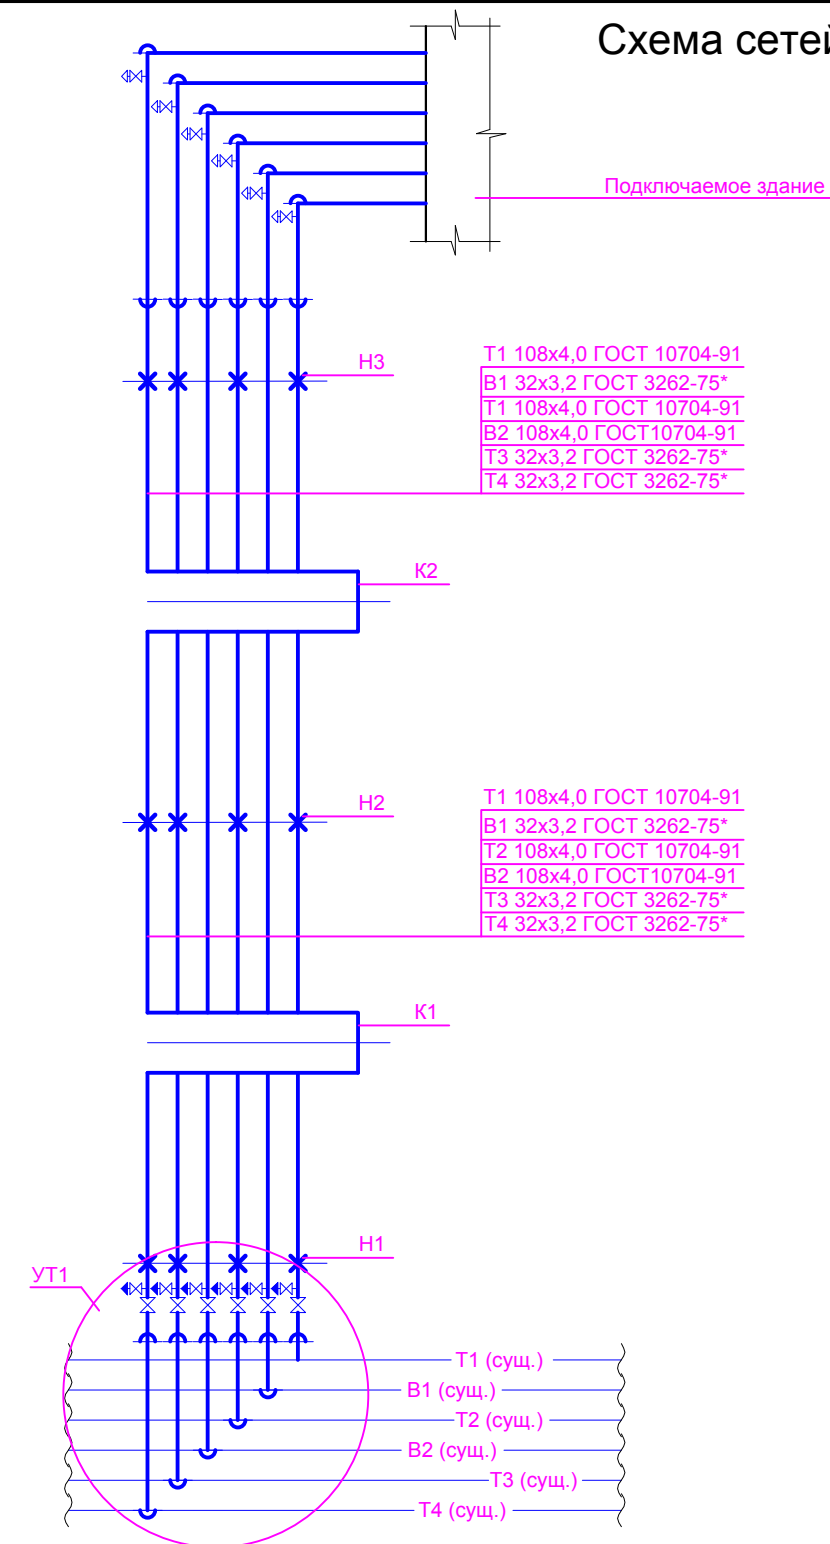 Схема сетей
Подключаемое здание
Н3
Т1 108х4,0 ГОСТ 10704-91
В1 32х3,2 ГОСТ 3262-75*
Т1 108х4,0 ГОСТ 10704-91
В2 108х4,0 ГОСТ10704-91
Т3 32х3,2 ГОСТ 3262-75*
Т4 32х3,2 ГОСТ 3262-75*
К2
Н2
Т1 108х4,0 ГОСТ 10704-91
В1 32х3,2 ГОСТ 3262-75*
Т2 108х4,0 ГОСТ 10704-91
В2 108х4,0 ГОСТ10704-91
Т3 32х3,2 ГОСТ 3262-75*
Т4 32х3,2 ГОСТ 3262-75*
К1
Н1
УТ1
Т1 (сущ.)
В1 (сущ.)
Т2 (сущ.)
В2 (сущ.)
Т3 (сущ.)
Т4 (сущ.)